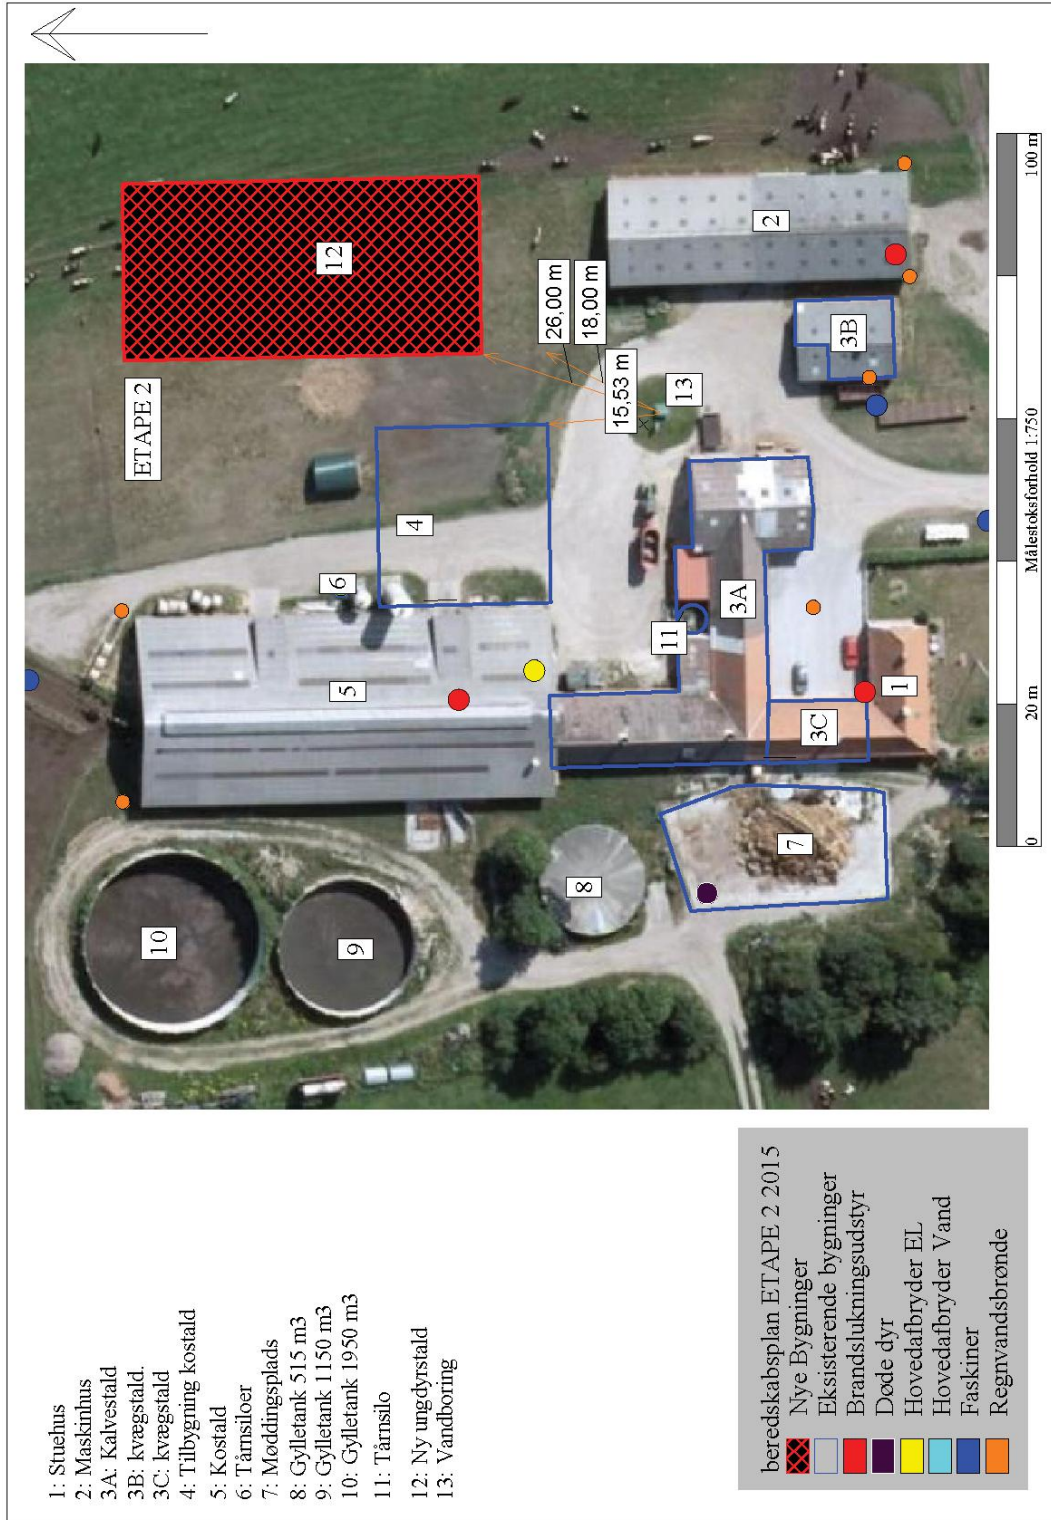 1: Stuehus
2: Maskinhus
3A: Kalvestald
3B: kvægstald.
3C: kvægstald
4: Tilbygning kostald
5: Kostald
6: Tårnsiloer
7: Møddingsplads
8: Gylletank 515 m3
9: Gylletank 1150 m3
10: Gylletank 1950 m3
11: Tårnsilo
12: Ny ungdyrstald
13: Vandboring
beredskabsplan ETAPE 2 2015
Nye Bygninger
Eksisterende bygninger
Brandslukningsudstyr
Døde dyr
Hovedafbryder EL
Hovedafbryder Vand
Faskiner
Regnvandsbrønde
10
9
8
7
5
6
4
ETAPE 2
12
11
3A
3C
1
13
15,53 m
18,00 m
26,00 m
3B
2
0
20 m
Målestoksforhold 1:750
100 m